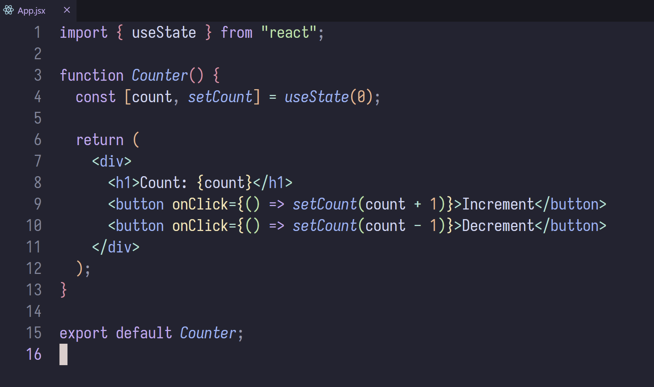 App.jsx ×
1 import { useState } from "react";
2
3 function Counter() {
4   const [count, setCount] = useState(0);
5
6   return (
7     <div>
8       <h1>Count: {count}</h1>
9       <button onClick={() => setCount(count + 1)}>Increment</button>
10       <button onClick={() => setCount(count - 1)}>Decrement</button>
11     </div>
12   );
13 }
14
15 export default Counter;
16